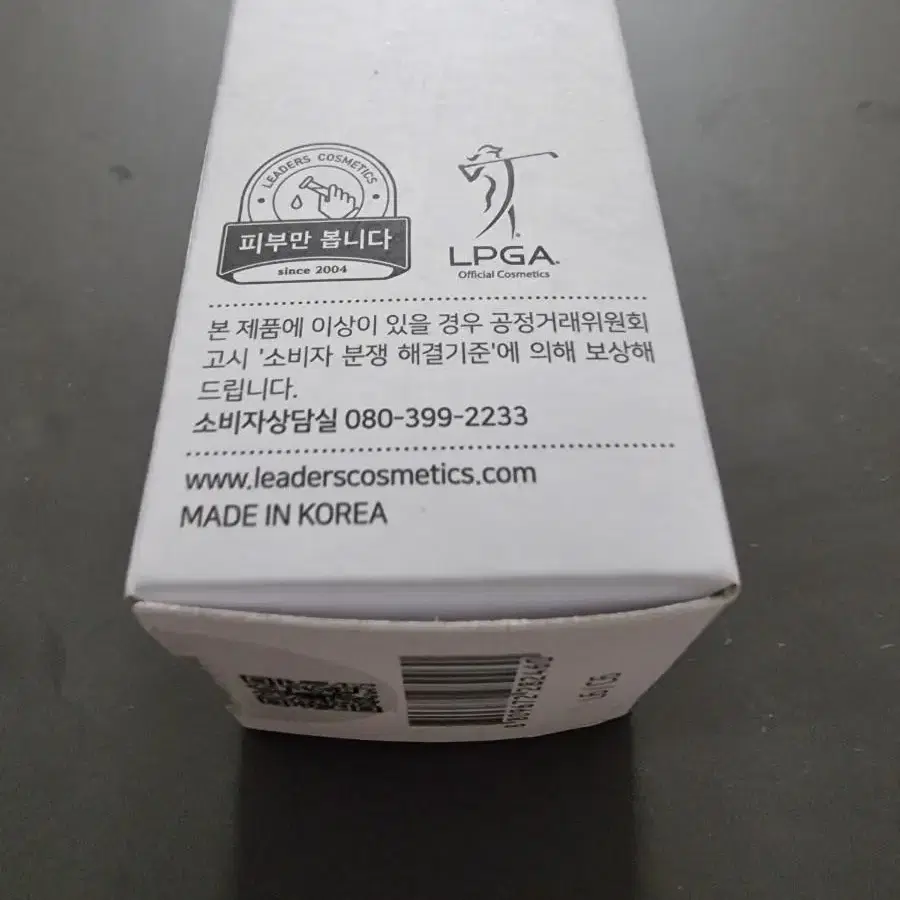 LEADERS COSMETICS
피부만 봅니다
since 2004
LPGA
Official Cosmetics
본 제품에 이상이 있을 경우 공정거래위원회
고시 '소비자 분쟁 해결기준'에 의해 보상해
드립니다.
소비자상담실 080-399-2233
www.leaderscosmetics.com
MADE IN KOREA